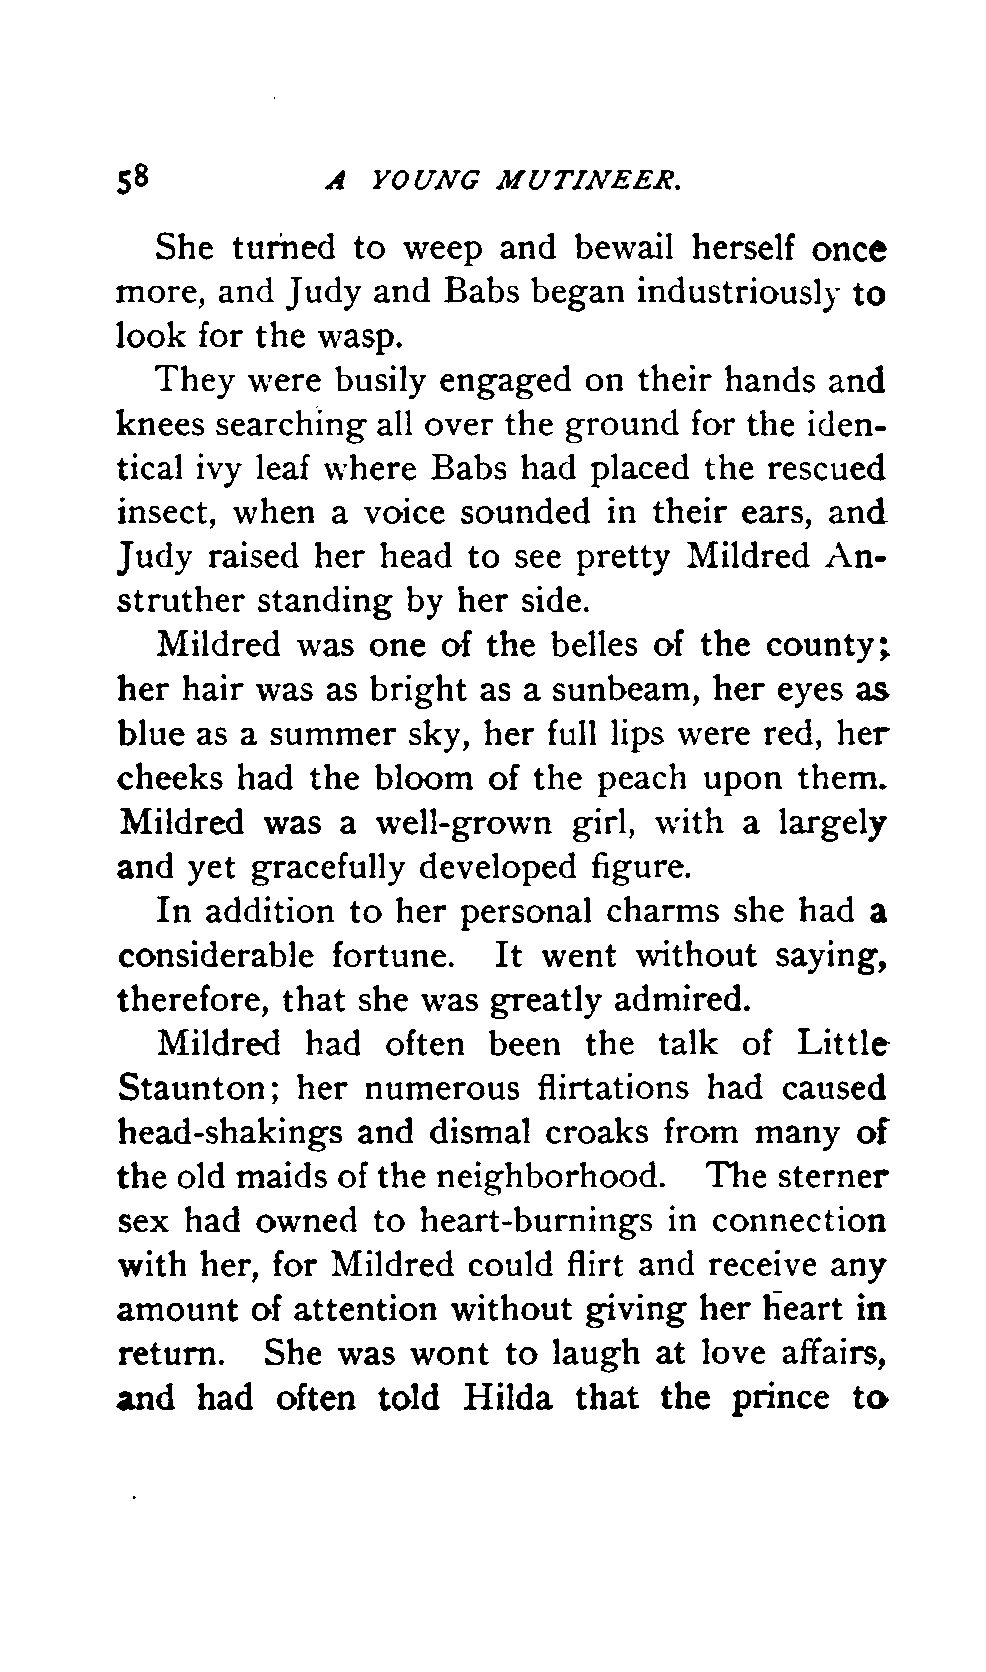 58 A YOUNG MUTINEER.
She turned to weep and bewail herself once
more, and Judy and Babs began industriously to
look for the wasp.
They were busily engaged on their hands and
knees searching all over the ground for the iden-
tical ivy leaf where Babs had placed the rescued
insect, when a voice sounded in their ears, and
Judy raised her head to see pretty Mildred An-
struther standing by her side.
Mildred was one of the belles of the county;
her hair was as bright as a sunbeam, her eyes as
blue as a summer sky, her full lips were red, her
cheeks had the bloom of the peach upon them.
Mildred was a well-grown girl, with a largely
and yet gracefully developed figure.
In addition to her personal charms she had a
considerable fortune. It went without saying,
therefore, that she was greatly admired.
Mildred had often been the talk of Little
Staunton; her numerous flirtations had caused
head-shakings and dismal croaks from many of
the old maids of the neighborhood. The sterner
sex had owned to heart-burnings in connection
with her, for Mildred could flirt and receive any
amount of attention without giving her heart in
return. She was wont to laugh at love affairs,
and had often told Hilda that the prince to